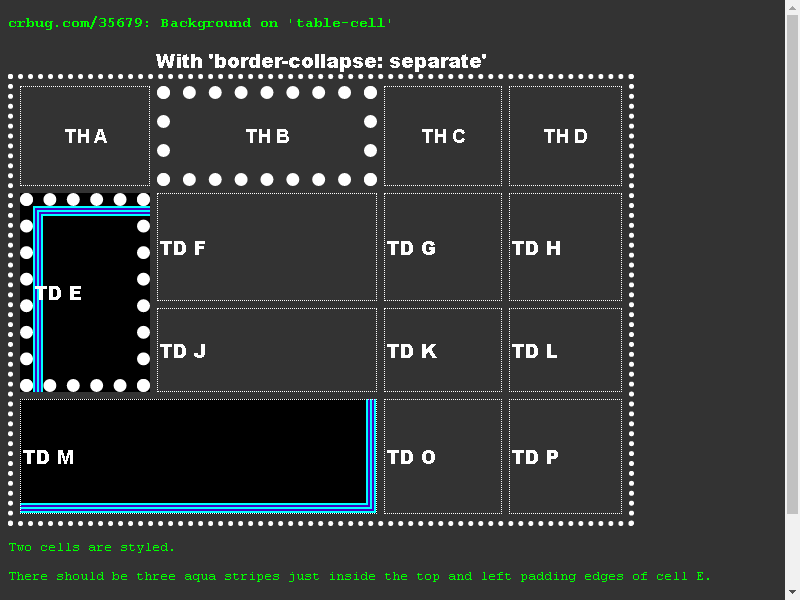 crbug.com/35679: Background on 'table-cell'
With 'border-collapse: separate'
TH A TH B TH C TH D
TD F TD G TD H
TD E
TD J TD K TD L
TD M TD O TD P
Two cells are styled.
There should be three aqua stripes just inside the top and left padding edges of cell E.